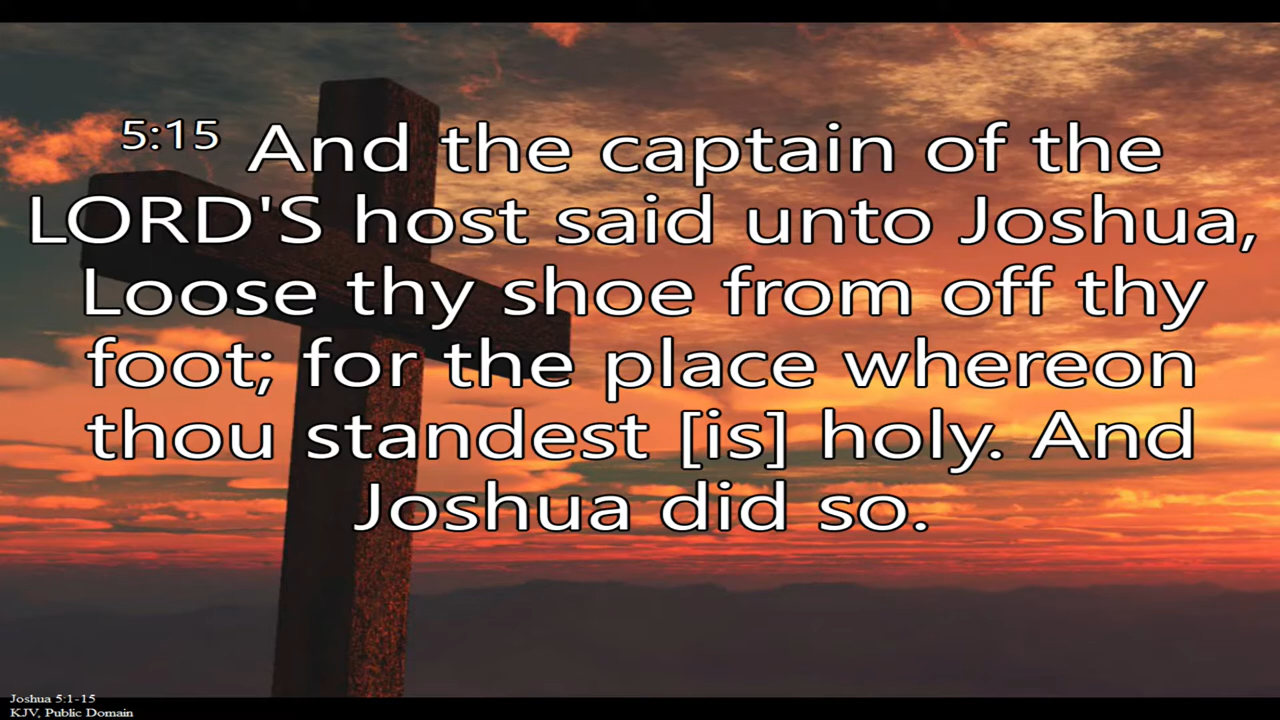 5:15 And the captain of the
LORD'S host said unto Joshua,
Loose thy shoe from off thy
foot; for the place whereon
thou standest [is] holy. And
Joshua did so.
Joshua 5:1-15
KJV, Public Domain